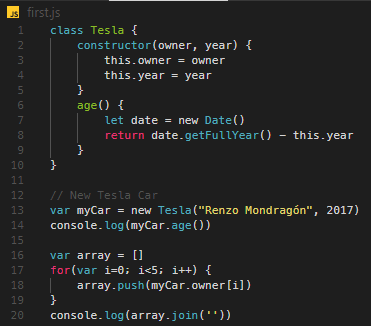 JS first.js
1 class Tesla {
2     constructor(owner, year) {
3         this.owner = owner
4         this.year = year
5     }
6     age() {
7         let date = new Date()
8         return date.getFullYear() - this.year
9     }
10 }
11
12 // New Tesla Car
13 var myCar = new Tesla("Renzo Mondragón", 2017)
14 console.log(myCar.age())
15
16 var array = []
17 for(var i=0; i<5; i++) {
18     array.push(myCar.owner[i])
19 }
20 console.log(array.join(''))